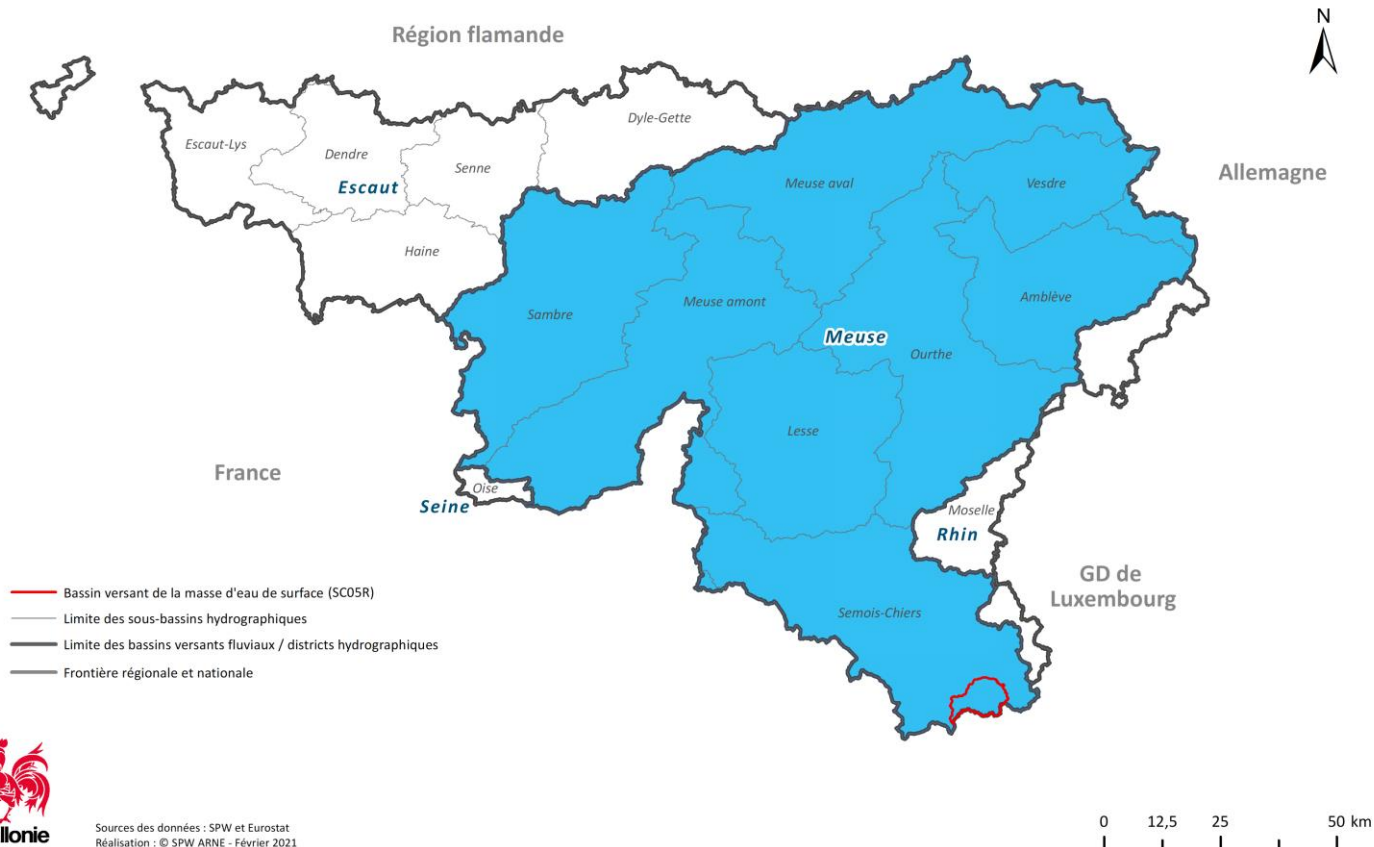 N
Région flamande
Escaut-Lys
Dendre
Senne
Dyle-Gette
Escaut
Haine
Meuse aval
Vesdre
Allemagne
Sambre
Meuse amont
Amblève
Meuse
Ourthe
Lesse
France
Oise
Seine
Moselle
Rhin
GD de
Luxembourg
Semois-Chiers
Bassin versant de la masse d'eau de surface (SC05R)
Limite des sous-bassins hydrographiques
Limite des bassins versants fluviaux / districts hydrographiques
Frontière régionale et nationale
llonie
Sources des données : SPW et Eurostat
Réalisation : © SPW ARNE - Février 2021
0 12,5 25 50 km